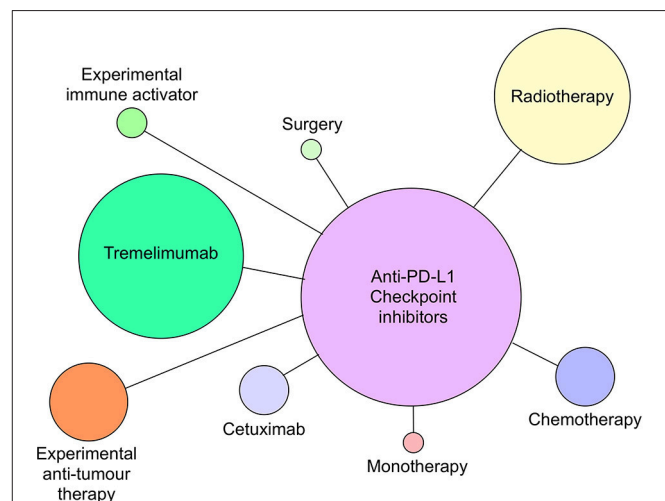 Experimental
immune activator
Surgery
Radiotherapy
Tremelimumab
Anti-PD-L1
Checkpoint
inhibitors
Experimental
anti-tumour
therapy
Cetuximab
Monotherapy
Chemotherapy